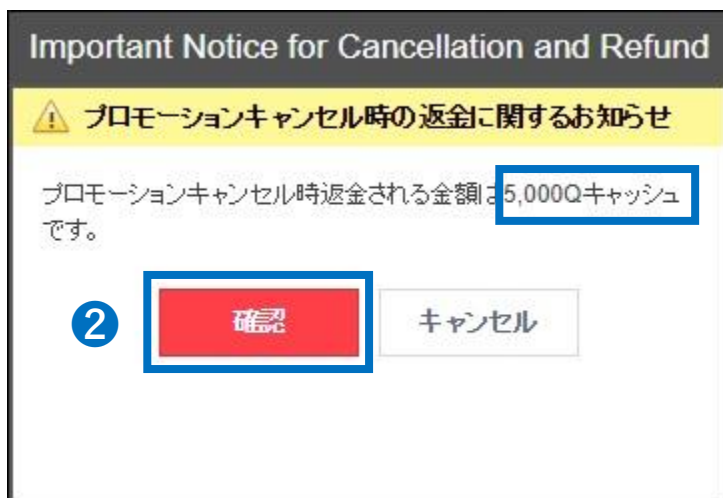 Important Notice for Cancellation and Refund
プロモーションキャンセル時の返金に関するお知らせ
プロモーションキャンセル時返金される金額は5,000Qキャッシュ
です。
2 確認 キャンセル